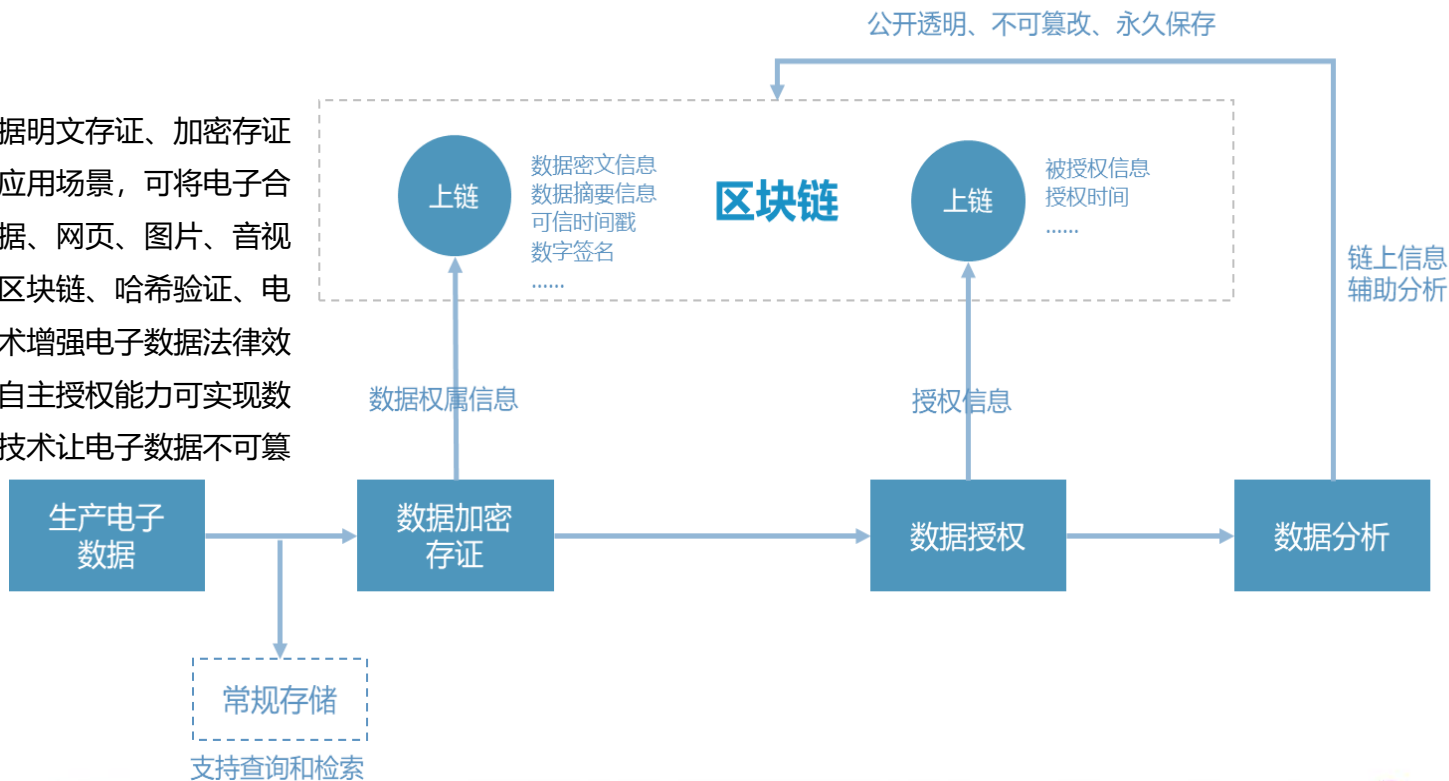 公开透明、不可篡改、永久保存
据明文存证、加密存证
应用场景，可将电子合
据、网页、图片、音视
区块链、哈希验证、电
术增强电子数据法律效
自主授权能力可实现数
技术让电子数据不可篡
上链
数据密文信息
数据摘要信息
可信时间戳
数字签名
......
区块链
上链
被授权信息
授权时间
......
链上信息
辅助分析
数据权属信息
授权信息
生产电子
数据
数据加密
存证
数据授权
数据分析
常规存储
支持查询和检索